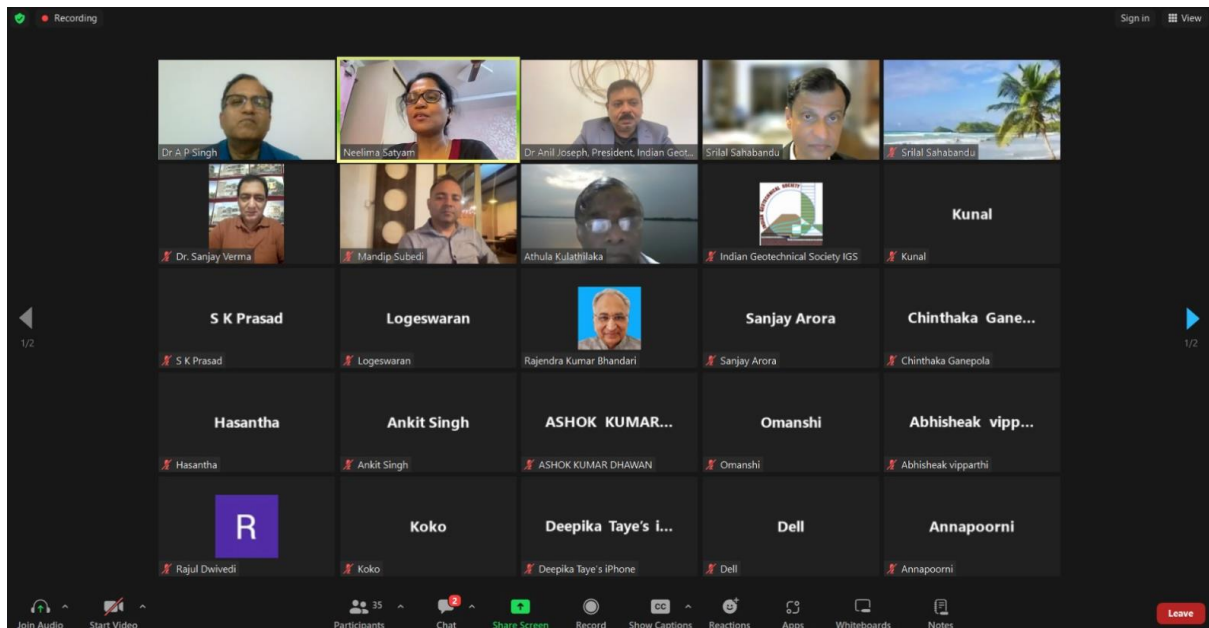 Recording
Sign in
View
Dr A P Singh
Neelima Satyam
Dr Anil Joseph, President, Indian Geot...
Srilal Sahabandu
Srilal Sahabandu
Kunal
Dr. Sanjay Verma
Mandip Subedi
Athula Kulathilaka
Indian Geotechnical Society IGS
Kunal
S K Prasad
Logeswaran
Sanjay Arora
Chinthaka Gane...
1/2
1/2
S K Prasad
Logeswaran
Rajendra Kumar Bhandari
Sanjay Arora
Chinthaka Ganepola
Hasantha
Ankit Singh
ASHOK KUMAR...
Omanshi
Abhisheak vipp...
Hasantha
Ankit Singh
ASHOK KUMAR DHAWAN
Omanshi
Abhisheak vipparthi
R
Koko
Deepika Taye's i...
Dell
Annapoorni
Rajul Dwivedi
Koko
Deepika Taye's iPhone
Dell
Annapoorni
35
2
CC
Join Audio
Start Video
Participants
Chat
Share Screen
Record
Show Captions
Reactions
Apps
Whiteboards
Notes
Leave